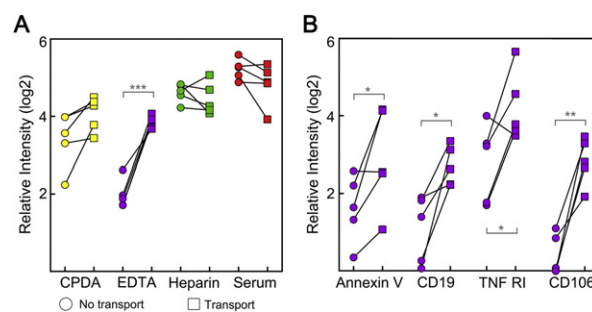 A
Relative Intensity (log2)
6
4
2
***
CPDA EDTA Heparin Serum
No transport Transport
B
Relative Intensity (log2)
6
4
2
*
*
*
**
Annexin V CD19 TNF RI CD106